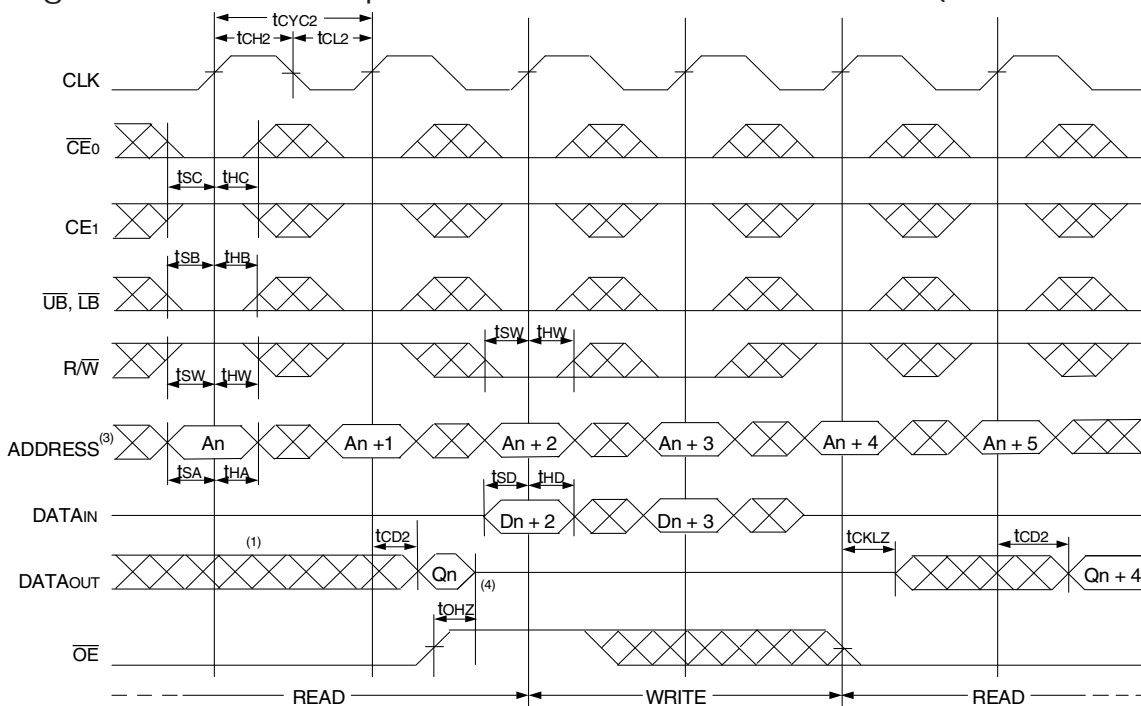 tCYC2
tCH2 tCL2
CLK
CE0
tSC tHC
CE1
tSB tHB
UB, LB
tSW tHW
R/W
tSW tHW
ADDRESS(3) An An +1 An + 2 An + 3 An + 4 An + 5
tSA tHA tSD tHD
DATAIN Dn + 2 Dn + 3
(1) tCD2 tCKLZ tCD2
DATAOUT Qn (4) Qn + 4
tOHZ
OE
READ WRITE READ